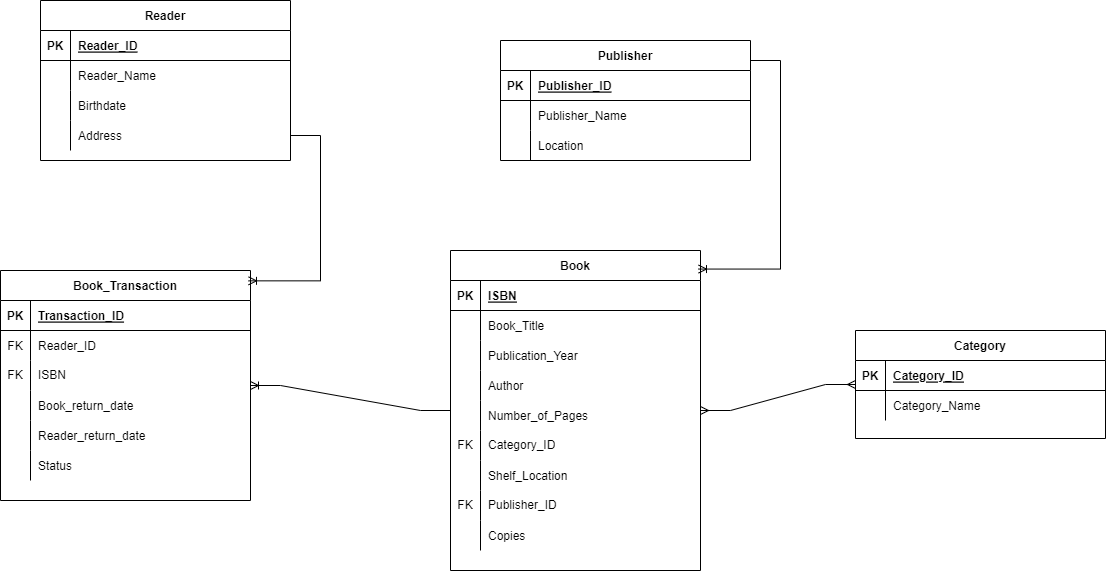 Reader
PK Reader_ID
Reader_Name
Birthdate
Address
Publisher
PK Publisher_ID
Publisher_Name
Location
Book_Transaction
PK Transaction_ID
FK Reader_ID
FK ISBN
Book_return_date
Reader_return_date
Status
Book
PK ISBN
Book_Title
Publication_Year
Author
Number_of_Pages
FK Category_ID
Shelf_Location
FK Publisher_ID
Copies
Category
PK Category_ID
Category_Name